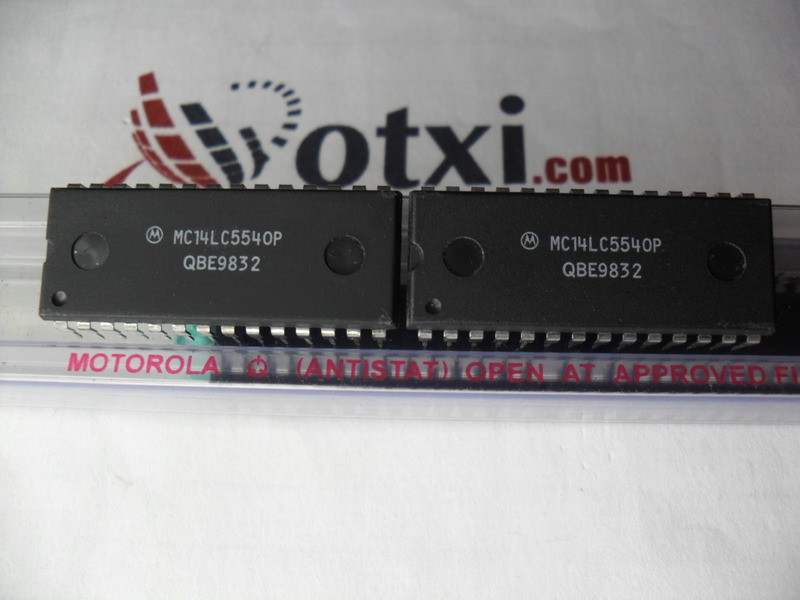 otxi.com
MC14LC5540P
QBE9832
MC14LC5540P
QBE9832
MOTOROLA (ANTISTAT) OPEN AT APPROVED